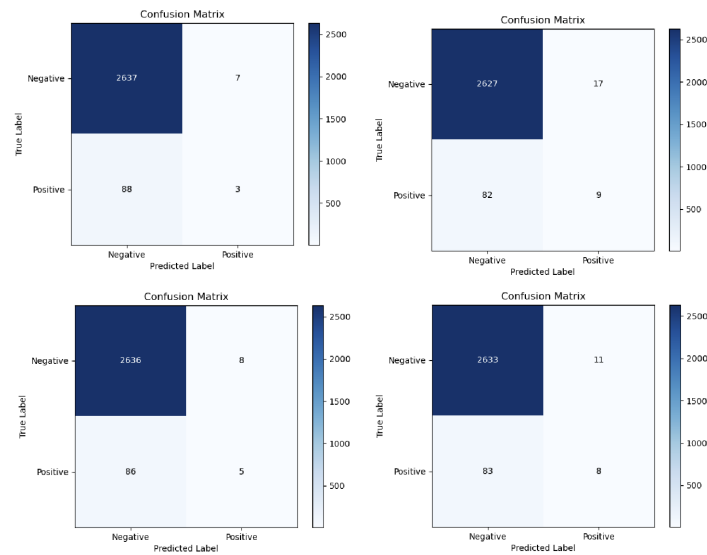 Confusion Matrix
2500
Negative
2637
7
2000
1500
True Label
1000
Positive
88
3
500
Negative
Positive
Predicted Label
Confusion Matrix
2500
Negative
2627
17
2000
1500
True Label
1000
Positive
82
9
500
Negative
Positive
Predicted Label
Confusion Matrix
2500
Negative
2636
8
2000
1500
True Label
1000
Positive
86
5
500
Negative
Positive
Predicted Label
Confusion Matrix
2500
Negative
2633
11
2000
1500
True Label
1000
Positive
83
8
500
Negative
Positive
Predicted Label